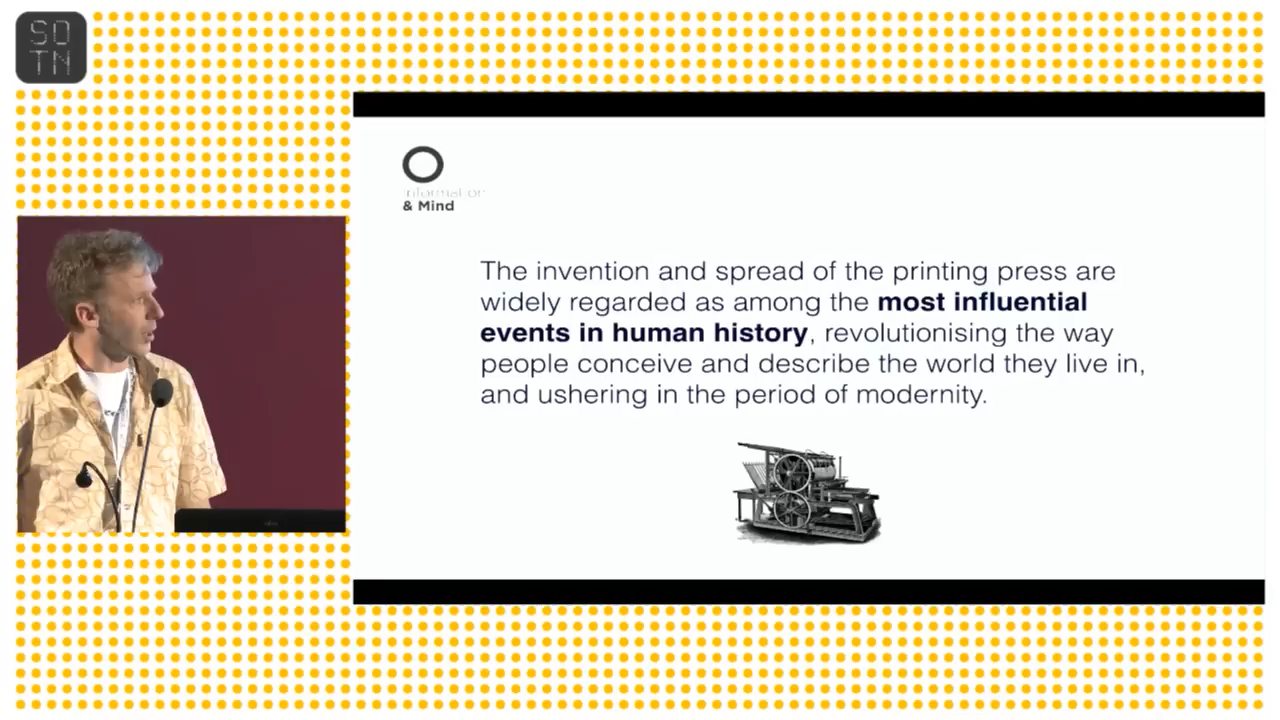 SO
TN
Information
& Mind
The invention and spread of the printing press are
widely regarded as among the most influential
events in human history, revolutionising the way
people conceive and describe the world they live in,
and ushering in the period of modernity.